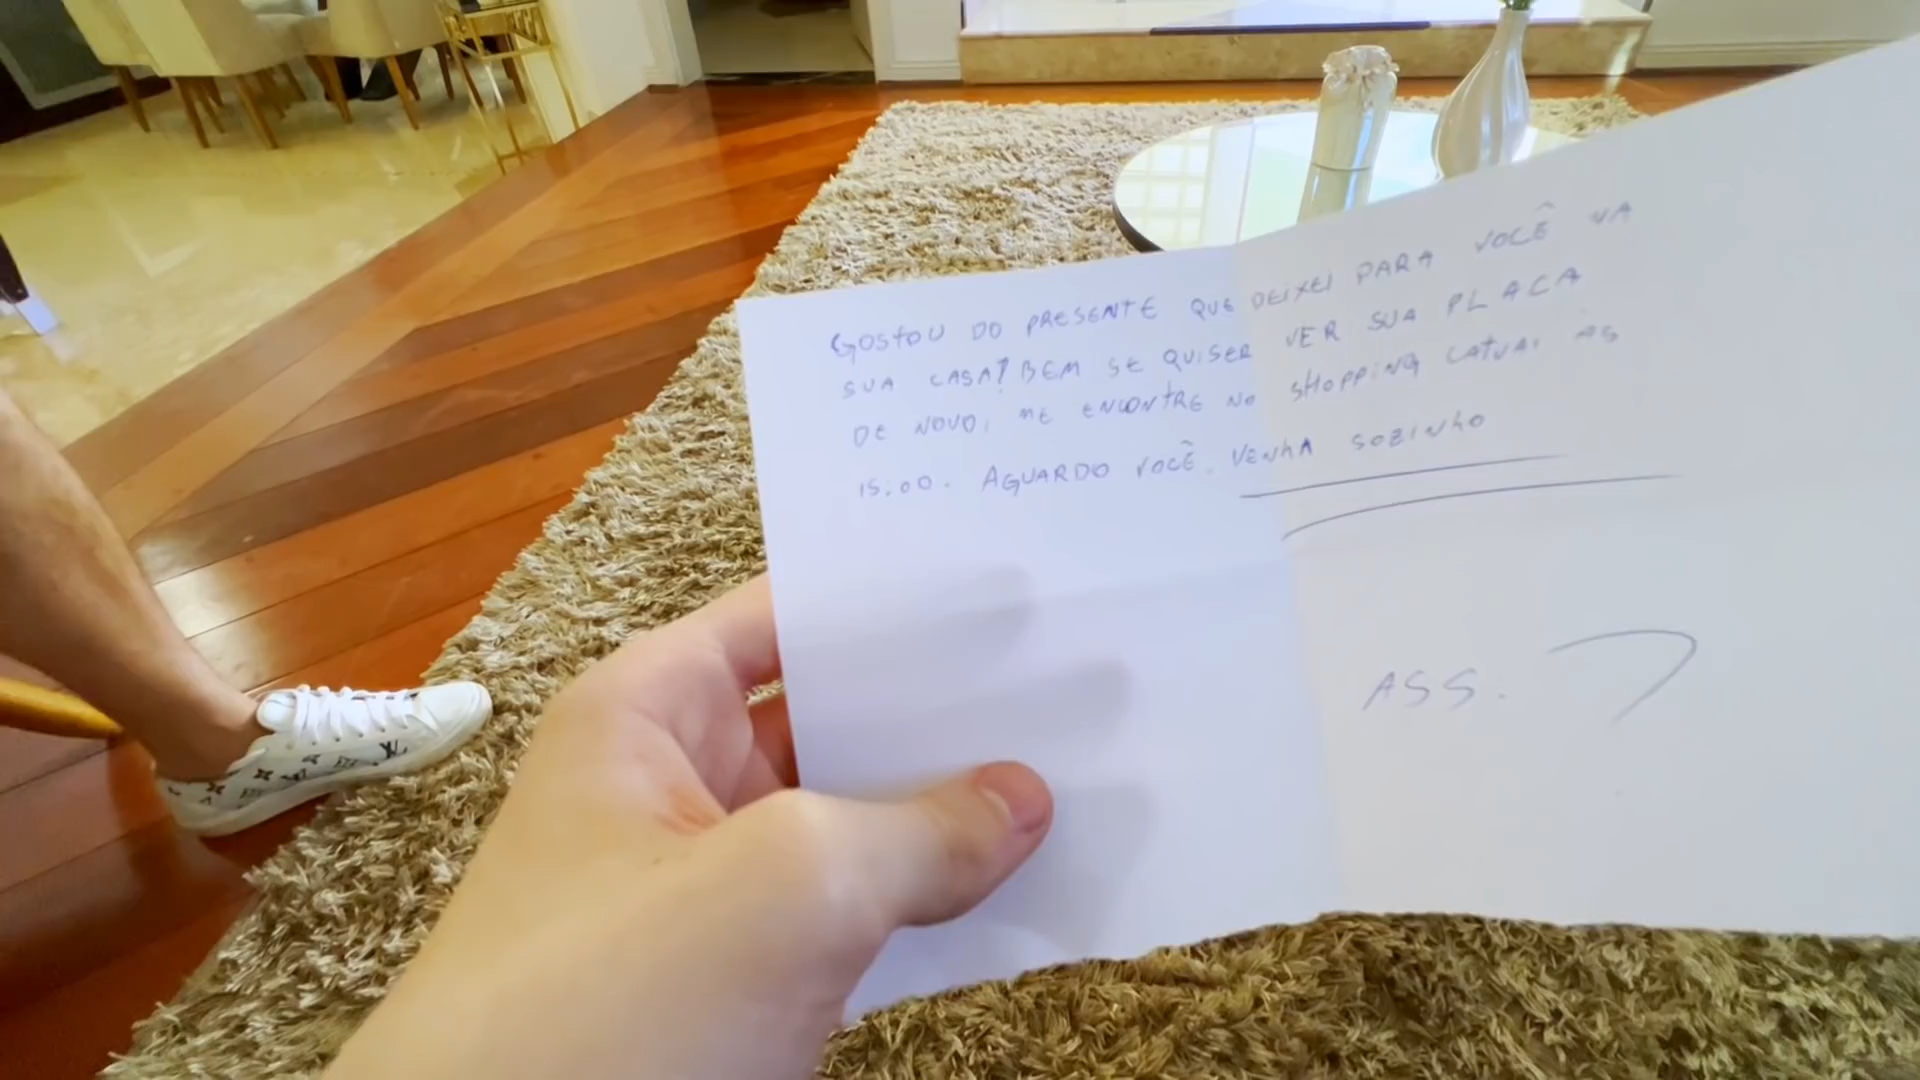 GOSTOU DO PRESENTE QUE DEIXEI PARA VOCÊ NA
SUA CASA? BEM SE QUISER VER SUA PLACA
DE NOVO, ME ENCONTRE NO SHOPPING CATUAI AS
15:00. AGUARDO VOCÊ. VENHA SOZINHO
ASS. ?